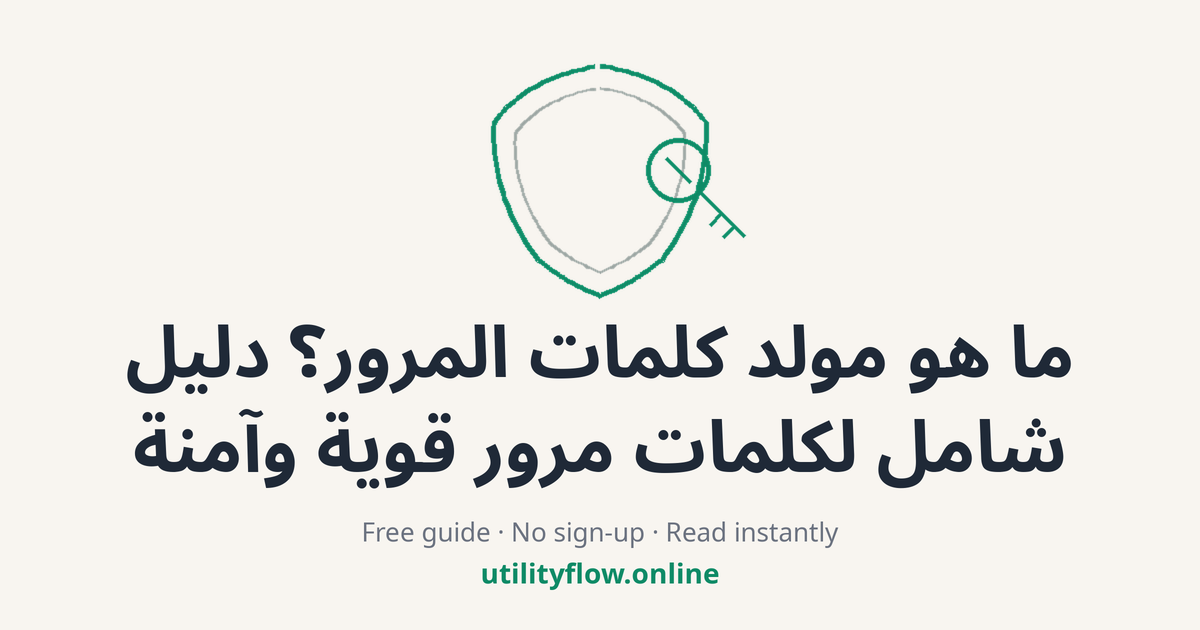 ما هو مولد كلمات المرور؟ دليل
شامل لكلمات مرور قوية وآمنة
Free guide · No sign-up · Read instantly
utilityflow.online